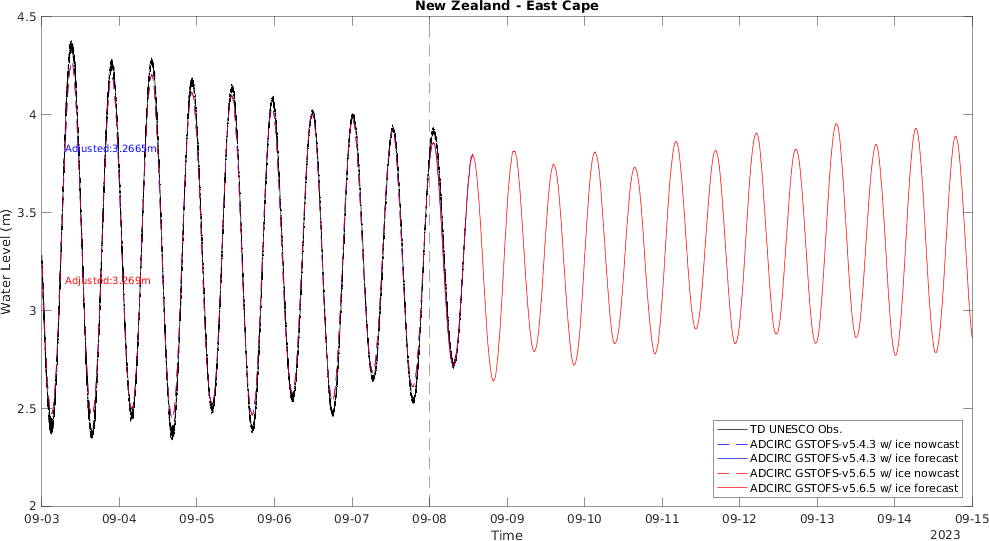 New Zealand - East Cape
4.5
4
3.5
3
2.5
2
Water Level (m)
Adjusted:3.2665m
Adjusted:3.269m
TD UNESCO Obs.
ADCIRC GSTOFS-v5.4.3 w/ ice nowcast
ADCIRC GSTOFS-v5.4.3 w/ ice forecast
ADCIRC GSTOFS-v5.6.5 w/ ice nowcast
ADCIRC GSTOFS-v5.6.5 w/ ice forecast
09-03 09-04 09-05 09-06 09-07 09-08 09-09 09-10 09-11 09-12 09-13 09-14 09-15
Time
2023